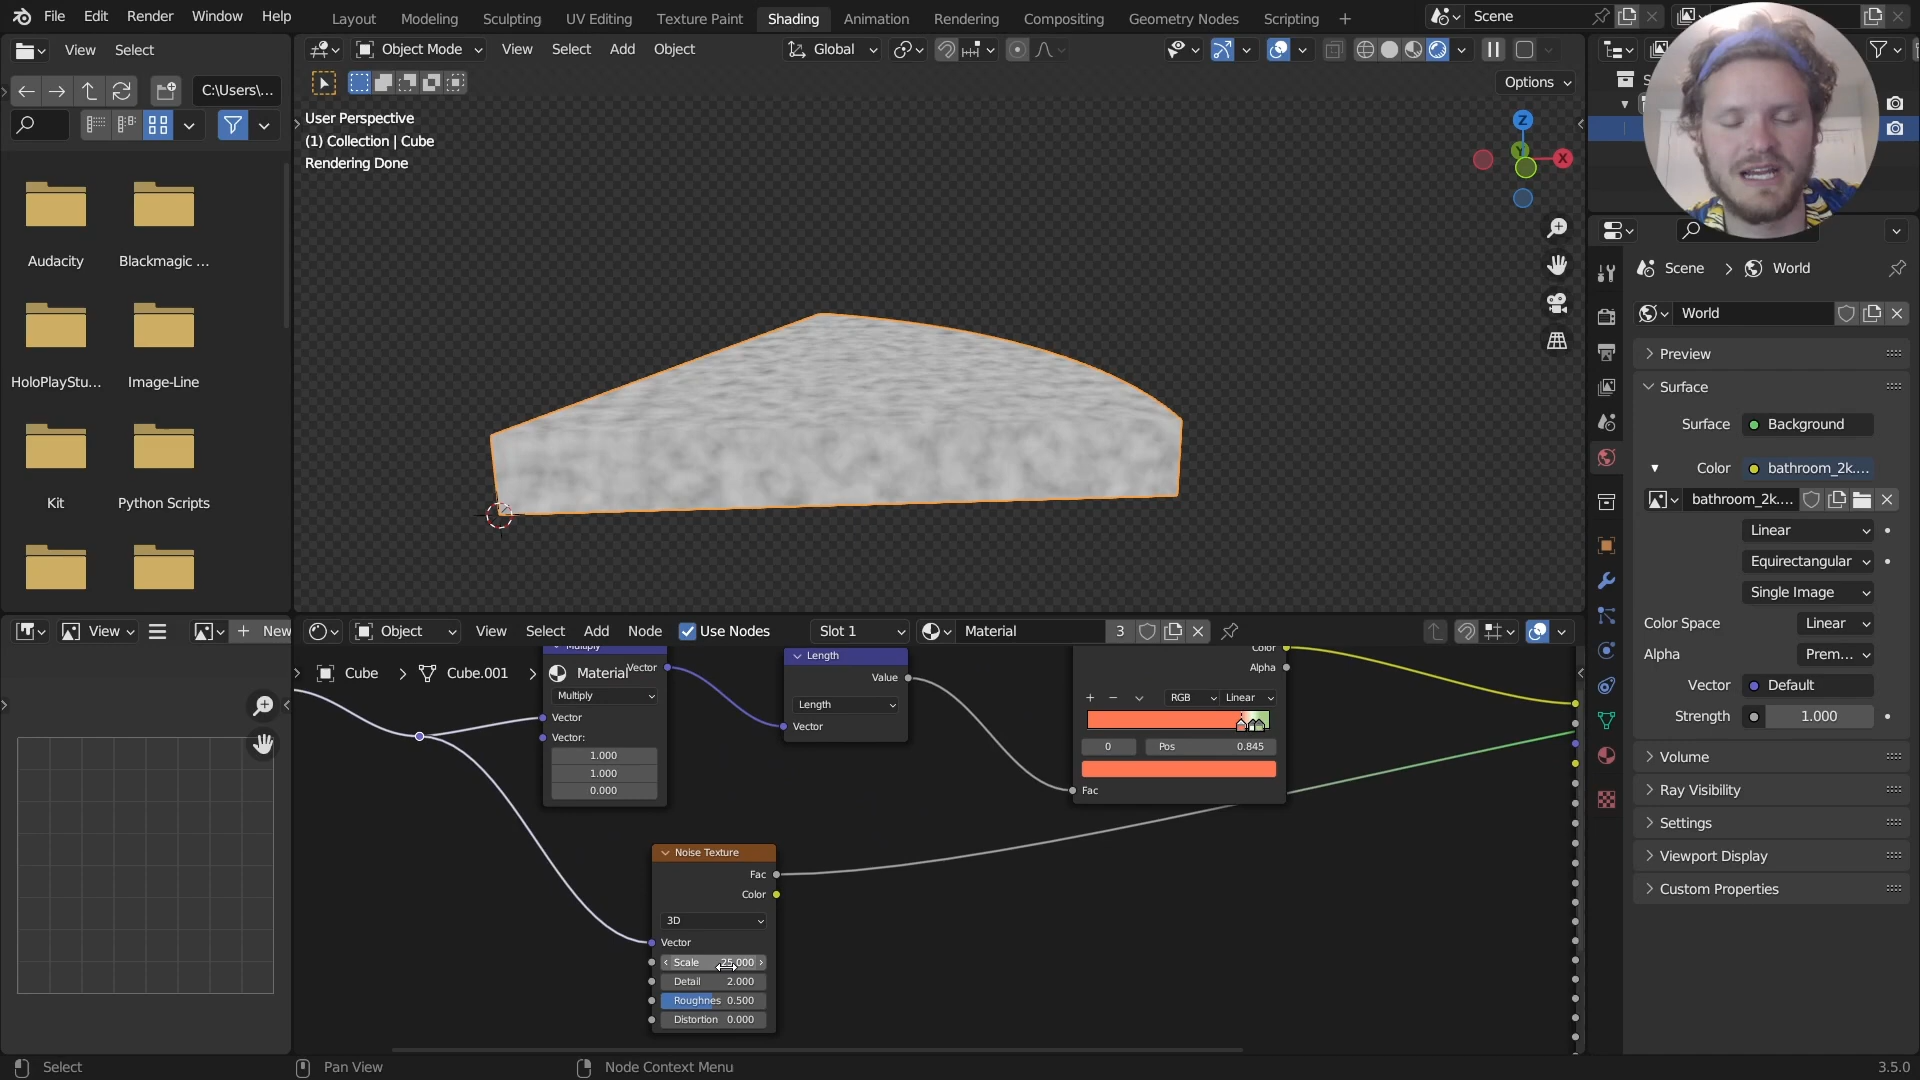 File Edit Render Window Help Layout Modeling Sculpting UV Editing Texture Paint Shading Animation Rendering Compositing Geometry Nodes Scripting + Scene
View Select Object Mode View Select Add Object Global
C:\Users\...
Options
User Perspective
(1) Collection | Cube
Rendering Done
Z
Y
X
Audacity Blackmagic ...
HoloPlayStu... Image-Line
Kit Python Scripts
Scene > World
World
Preview
Surface
Surface Background
Color bathroom_2k....
bathroom_2k....
Linear
Equirectangular
Single Image
Color Space Linear
Alpha Prem...
Vector Default
Strength 1.000
Volume
Ray Visibility
Settings
Viewport Display
Custom Properties
View + New Object View Select Add Node Use Nodes Slot 1 Material 3
Cube > Cube.001 > Material
Multiply
Vector
Multiply
Vector
Vector:
1.000
1.000
0.000
Length
Value
Length
Vector
Color
Alpha
+ − RGB Linear
0 Pos 0.845
Fac
Noise Texture
Fac
Color
3D
Vector
Scale 25.000
Detail 2.000
Roughnes 0.500
Distortion 0.000
Select Pan View Node Context Menu 3.5.0